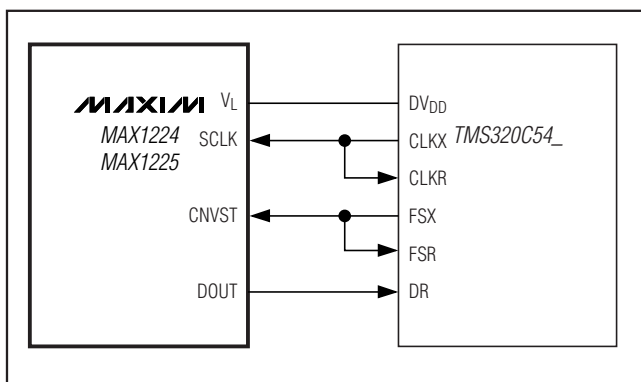 MAXIM
MAX1224
MAX1225
VL
SCLK
CNVST
DOUT
DVDD
CLKX
CLKR
FSX
FSR
DR
TMS320C54_